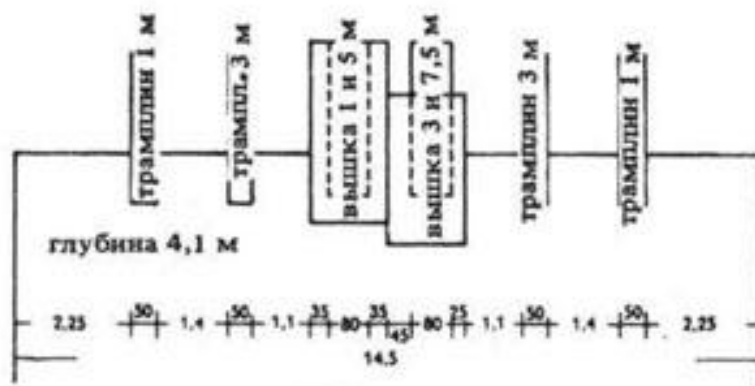 трамплин 1 м
трампл. 3 м
вышка 1 и 5 м
вышка 3 и 7,5 м
трамплин 3 м
трамплин 1 м
глубина 4,1 м
2,25 50 1,4 50 1,1 35 80 35 45 80 25 1,1 50 1,4 50 2,25
14,5